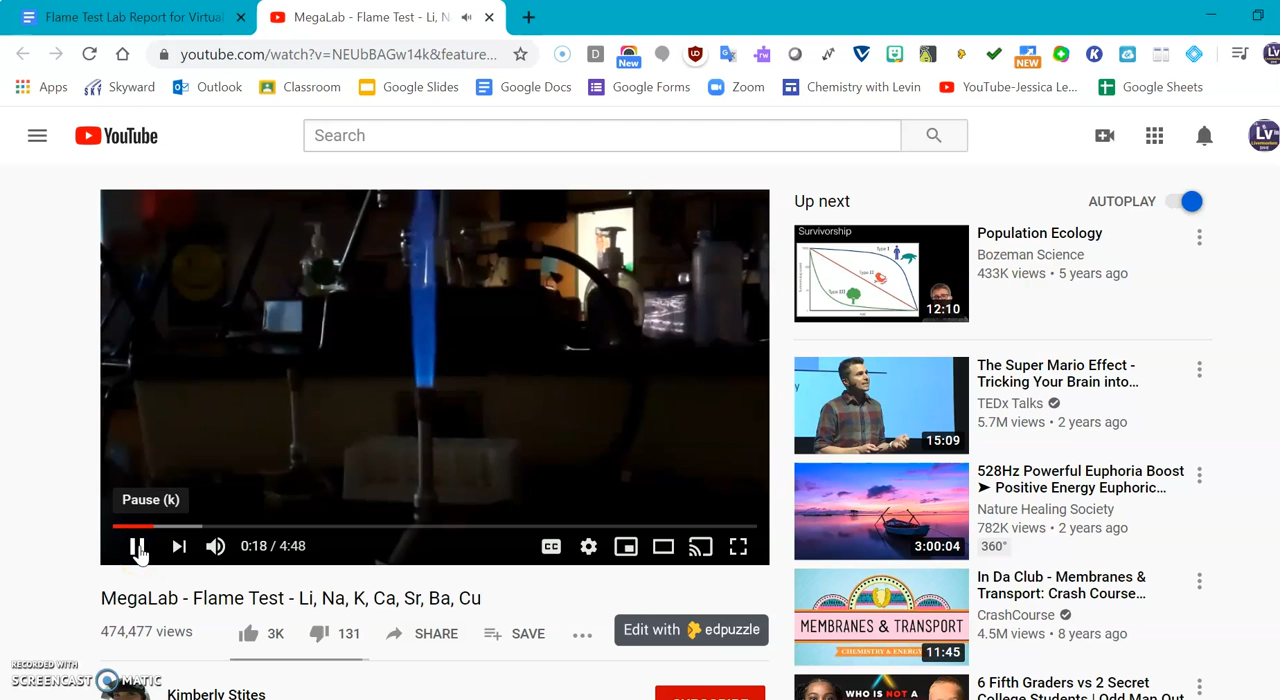 Flame Test Lab Report for Virtual
MegaLab - Flame Test - Li, N
youtube.com/watch?v=NEUbBAGw14k&feature...
New
NEW
Apps
Skyward
Outlook
Classroom
Google Slides
Google Docs
Google Forms
Zoom
Chemistry with Levin
YouTube-Jessica Le...
Google Sheets
YouTube
Search
Lv
Up next
AUTOPLAY
Survivorship
12:10
Population Ecology
Bozeman Science
433K views • 5 years ago
15:09
The Super Mario Effect -
Tricking Your Brain into...
TEDx Talks
5.7M views • 2 years ago
3:00:04
528Hz Powerful Euphoria Boost
➤ Positive Energy Euphoric...
Nature Healing Society
782K views • 2 years ago
360°
MEMBRANES & TRANSPORT
11:45
In Da Club - Membranes &
Transport: Crash Course...
CrashCourse
4.5M views • 8 years ago
WHO IS NOT A
6 Fifth Graders vs 2 Secret
College Students | Odd Man Out
Pause (k)
0:18 / 4:48
CC
MegaLab - Flame Test - Li, Na, K, Ca, Sr, Ba, Cu
474,477 views
3K
131
SHARE
SAVE
Edit with edpuzzle
RECORDED WITH
SCREENCAST MATIC
Kimberly Stites
SUBSCRIBE